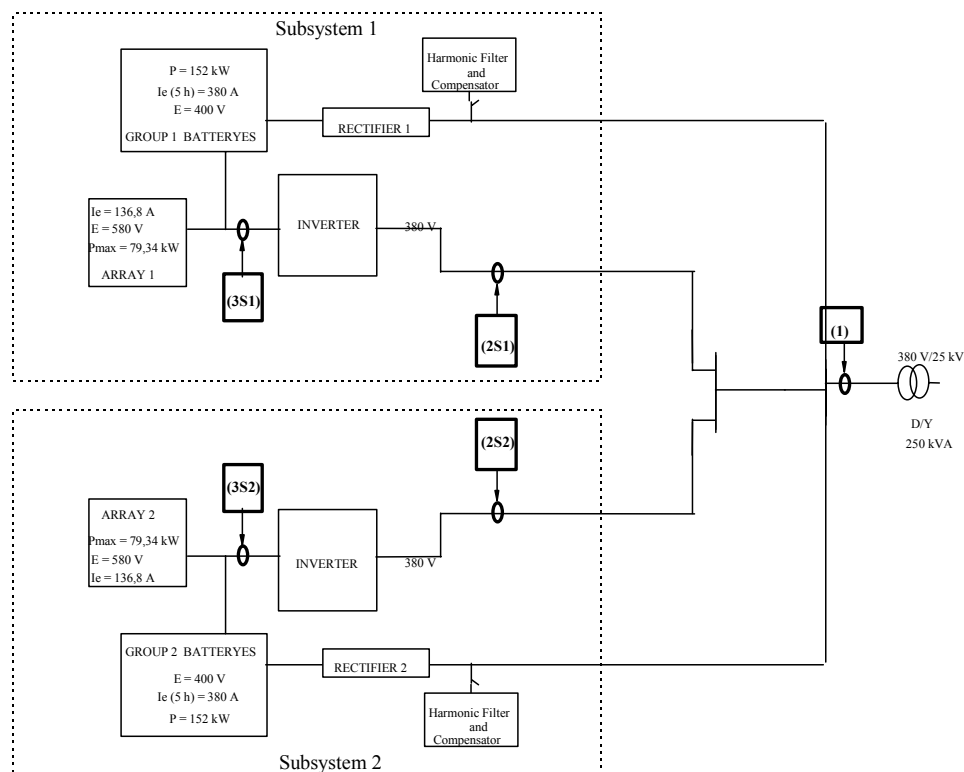 Subsystem 1
P = 152 kW
Ie (5 h) = 380 A
E = 400 V
GROUP 1 BATTERYES
RECTIFIER 1
Harmonic Filter
and
Compensator
Ie = 136,8 A
E = 580 V
Pmax = 79,34 kW
ARRAY 1
INVERTER
380 V
(3S1)
(2S1)
(1)
380 V/25 kV
D/Y
250 kVA
(2S2)
(3S2)
ARRAY 2
Pmax = 79,34 kW
E = 580 V
Ie = 136,8 A
INVERTER
380 V
GROUP 2 BATTERYES
E = 400 V
Ie (5 h) = 380 A
P = 152 kW
RECTIFIER 2
Harmonic Filter
and
Compensator
Subsystem 2